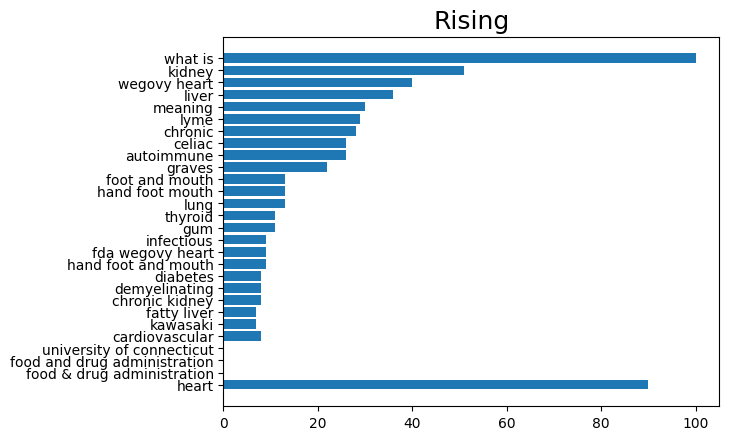 Rising
what is
kidney
wegovy heart
liver
meaning
lyme
chronic
celiac
autoimmune
graves
foot and mouth
hand foot mouth
lung
thyroid
gum
infectious
fda wegovy heart
hand foot and mouth
diabetes
demyelinating
chronic kidney
fatty liver
kawasaki
cardiovascular
university of connecticut
food and drug administration
food & drug administration
heart
0 20 40 60 80 100